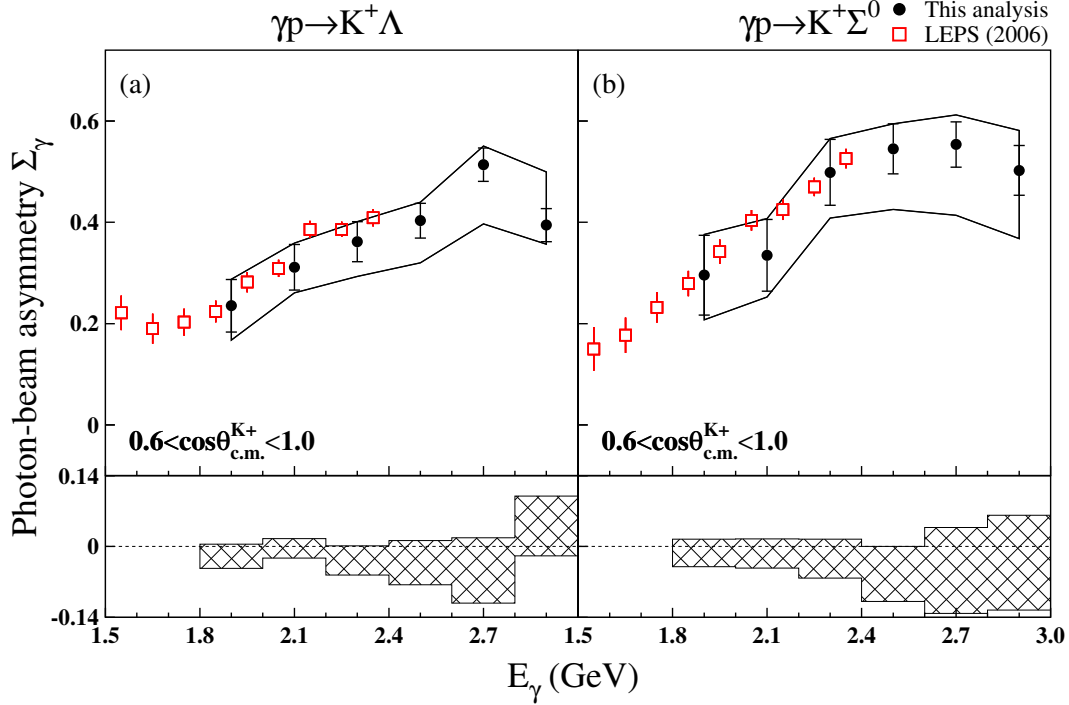 γp→K⁺Λ
γp→K⁺Σ⁰
This analysis
LEPS (2006)
(a)
(b)
Photon-beam asymmetry Σγ
0.6
0.4
0.2
0
0.6<cosθ K+ c.m. <1.0
0.6<cosθ K+ c.m. <1.0
0.14
0
-0.14
1.5 1.8 2.1 2.4 2.7 1.5 1.8 2.1 2.4 2.7 3.0
Eγ (GeV)